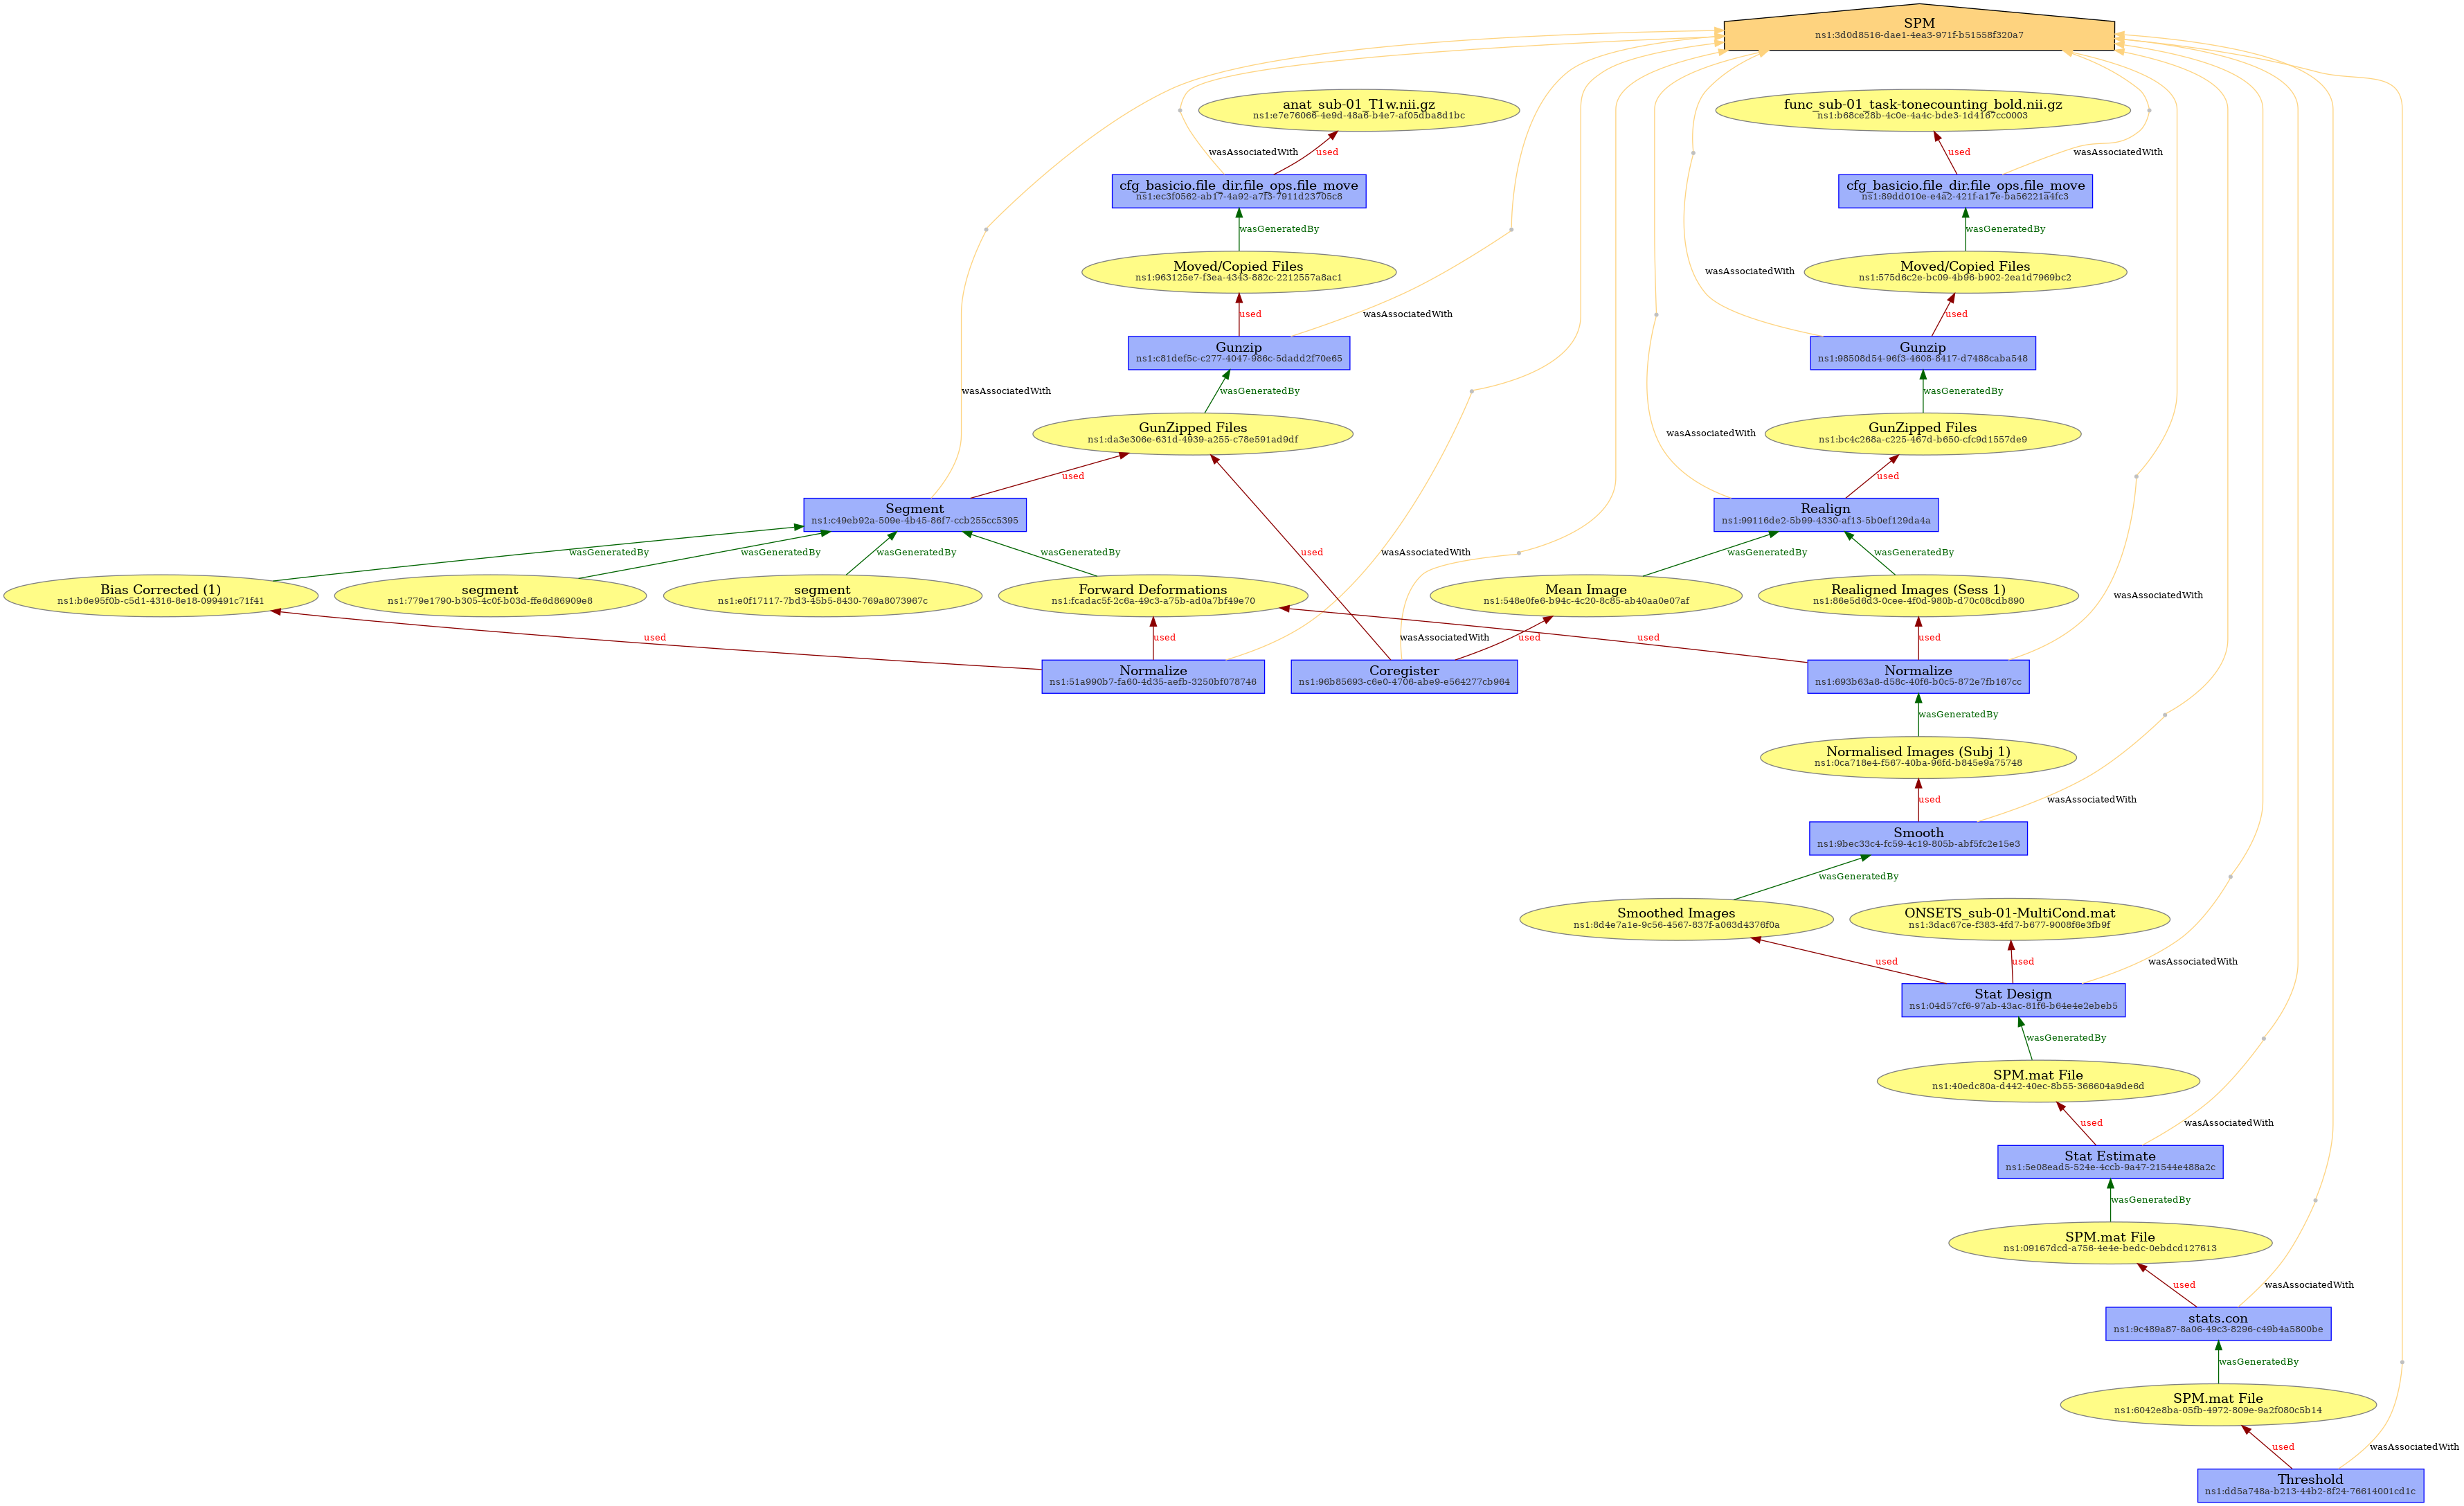 SPM
ns1:3d0d8516-dae1-4ea3-971f-b51558f320a7
anat_sub-01_T1w.nii.gz
ns1:e7e76066-4e9d-48a6-b4e7-af05dba8d1bc
func_sub-01_task-tonecounting_bold.nii.gz
ns1:b68ce28b-4c0e-4a4c-bde3-1d4167cc0003
wasAssociatedWith
used
used
wasAssociatedWith
cfg_basicio.file_dir.file_ops.file_move
ns1:ec3f0562-ab17-4a92-a7f3-7911d23705c8
cfg_basicio.file_dir.file_ops.file_move
ns1:89dd010e-e4a2-421f-a17e-ba56221a4fc3
wasGeneratedBy
wasGeneratedBy
Moved/Copied Files
ns1:963125e7-f3ea-4343-882c-2212557a8ac1
wasAssociatedWith
Moved/Copied Files
ns1:575d6c2e-bc09-4b96-b902-2ea1d7969bc2
used
wasAssociatedWith
used
Gunzip
ns1:c81def5c-c277-4047-986c-5dadd2f70e65
Gunzip
ns1:98508d54-96f3-4608-8417-d7488caba548
wasAssociatedWith
wasGeneratedBy
wasGeneratedBy
GunZipped Files
ns1:da3e306e-631d-4939-a255-c78e591ad9df
wasAssociatedWith
GunZipped Files
ns1:bc4c268a-c225-467d-b650-cfc9d1557de9
used
used
Segment
ns1:c49eb92a-509e-4b45-86f7-ccb255cc5395
Realign
ns1:99116de2-5b99-4330-af13-5b0ef129da4a
wasGeneratedBy
wasGeneratedBy
wasGeneratedBy
wasGeneratedBy
used
wasAssociatedWith
wasGeneratedBy
wasGeneratedBy
Bias Corrected (1)
ns1:b6e95f0b-c5d1-4316-8e18-099491c71f41
segment
ns1:779e1790-b305-4c0f-b03d-ffe6d86909e8
segment
ns1:e0f17117-7bd3-45b5-8430-769a8073967c
Forward Deformations
ns1:fcadac5f-2c6a-49c3-a75b-ad0a7bf49e70
Mean Image
ns1:548e0fe6-b94c-4c20-8c85-ab40aa0e07af
Realigned Images (Sess 1)
ns1:86e5d6d3-0cee-4f0d-980b-d70c08cdb890
wasAssociatedWith
used
used
wasAssociatedWith
used
used
used
Normalize
ns1:51a990b7-fa60-4d35-aefb-3250bf078746
Coregister
ns1:96b85693-c6e0-4706-abe9-e564277cb964
Normalize
ns1:693b63a8-d58c-40f6-b0c5-872e7fb167cc
wasGeneratedBy
Normalised Images (Subj 1)
ns1:0ca718e4-f567-40ba-96fd-b845e9a75748
used
wasAssociatedWith
Smooth
ns1:9bec33c4-fc59-4c19-805b-abf5fc2e15e3
wasGeneratedBy
Smoothed Images
ns1:8d4e7a1e-9c56-4567-837f-a063d4376f0a
ONSETS_sub-01-MultiCond.mat
ns1:3dac67ce-f383-4fd7-b677-9008f6e3fb9f
used
used
wasAssociatedWith
Stat Design
ns1:04d57cf6-97ab-43ac-81f6-b64e4e2ebeb5
wasGeneratedBy
SPM.mat File
ns1:40edc80a-d442-40ec-8b55-366604a9de6d
used
wasAssociatedWith
Stat Estimate
ns1:5e08ead5-524e-4ccb-9a47-21544e488a2c
wasGeneratedBy
SPM.mat File
ns1:09167dcd-a756-4e4e-bedc-0ebdcd127613
used
wasAssociatedWith
stats.con
ns1:9c489a87-8a06-49c3-8296-c49b4a5800be
wasGeneratedBy
SPM.mat File
ns1:6042e8ba-05fb-4972-809e-9a2f080c5b14
used
wasAssociatedWith
Threshold
ns1:dd5a748a-b213-44b2-8f24-76614001cd1c